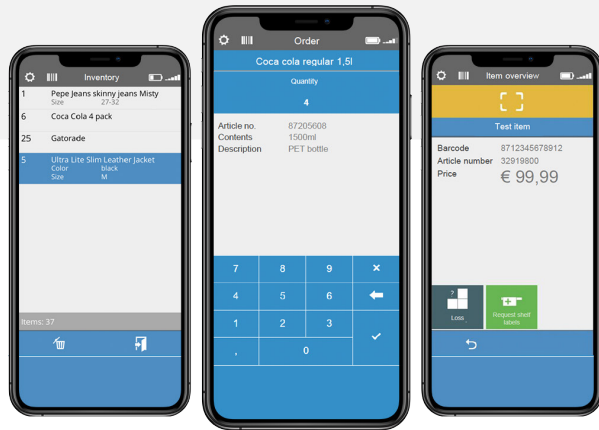 Inventory
1 Pepe Jeans skinny jeans Misty
Size 27-32
6 Coca Cola 4 pack
25 Gatorade
5 Ultra Lite Slim Leather Jacket
Color black
Size M
Items: 37
Order
Coca cola regular 1,5l
Quantity
4
Article no. 87205608
Contents 1500ml
Description PET bottle
7 8 9 ×
4 5 6
1 2 3
, 0
Item overview
Test item
Barcode 8712345678912
Article number 32919800
Price € 99,99
?
Loss
Request shelf
labels